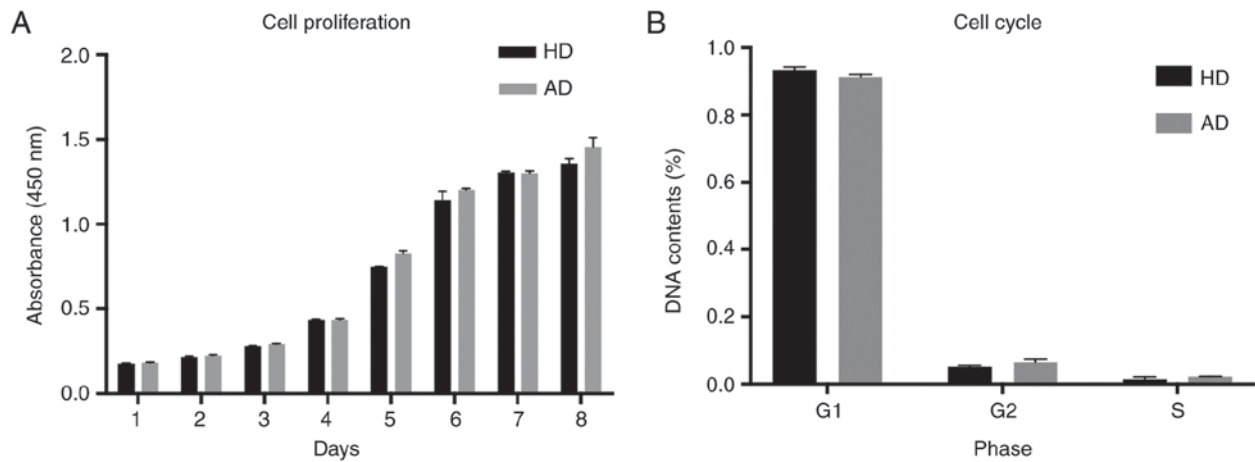 A
Cell proliferation
HD
AD
Absorbance (450 nm)
2.0
1.5
1.0
0.5
0.0
1 2 3 4 5 6 7 8
Days
B
Cell cycle
HD
AD
DNA contents (%)
1.0
0.8
0.6
0.4
0.2
0.0
G1 G2 S
Phase